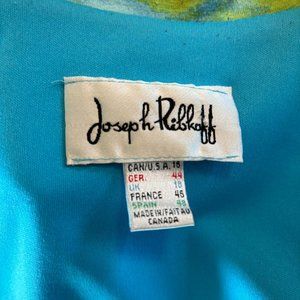 Joseph Ribkoff
CAN/U.S.A. 16
GER. 44
UK 18
FRANCE 46
SPAIN 48
MADE IN/FAIT AU
CANADA